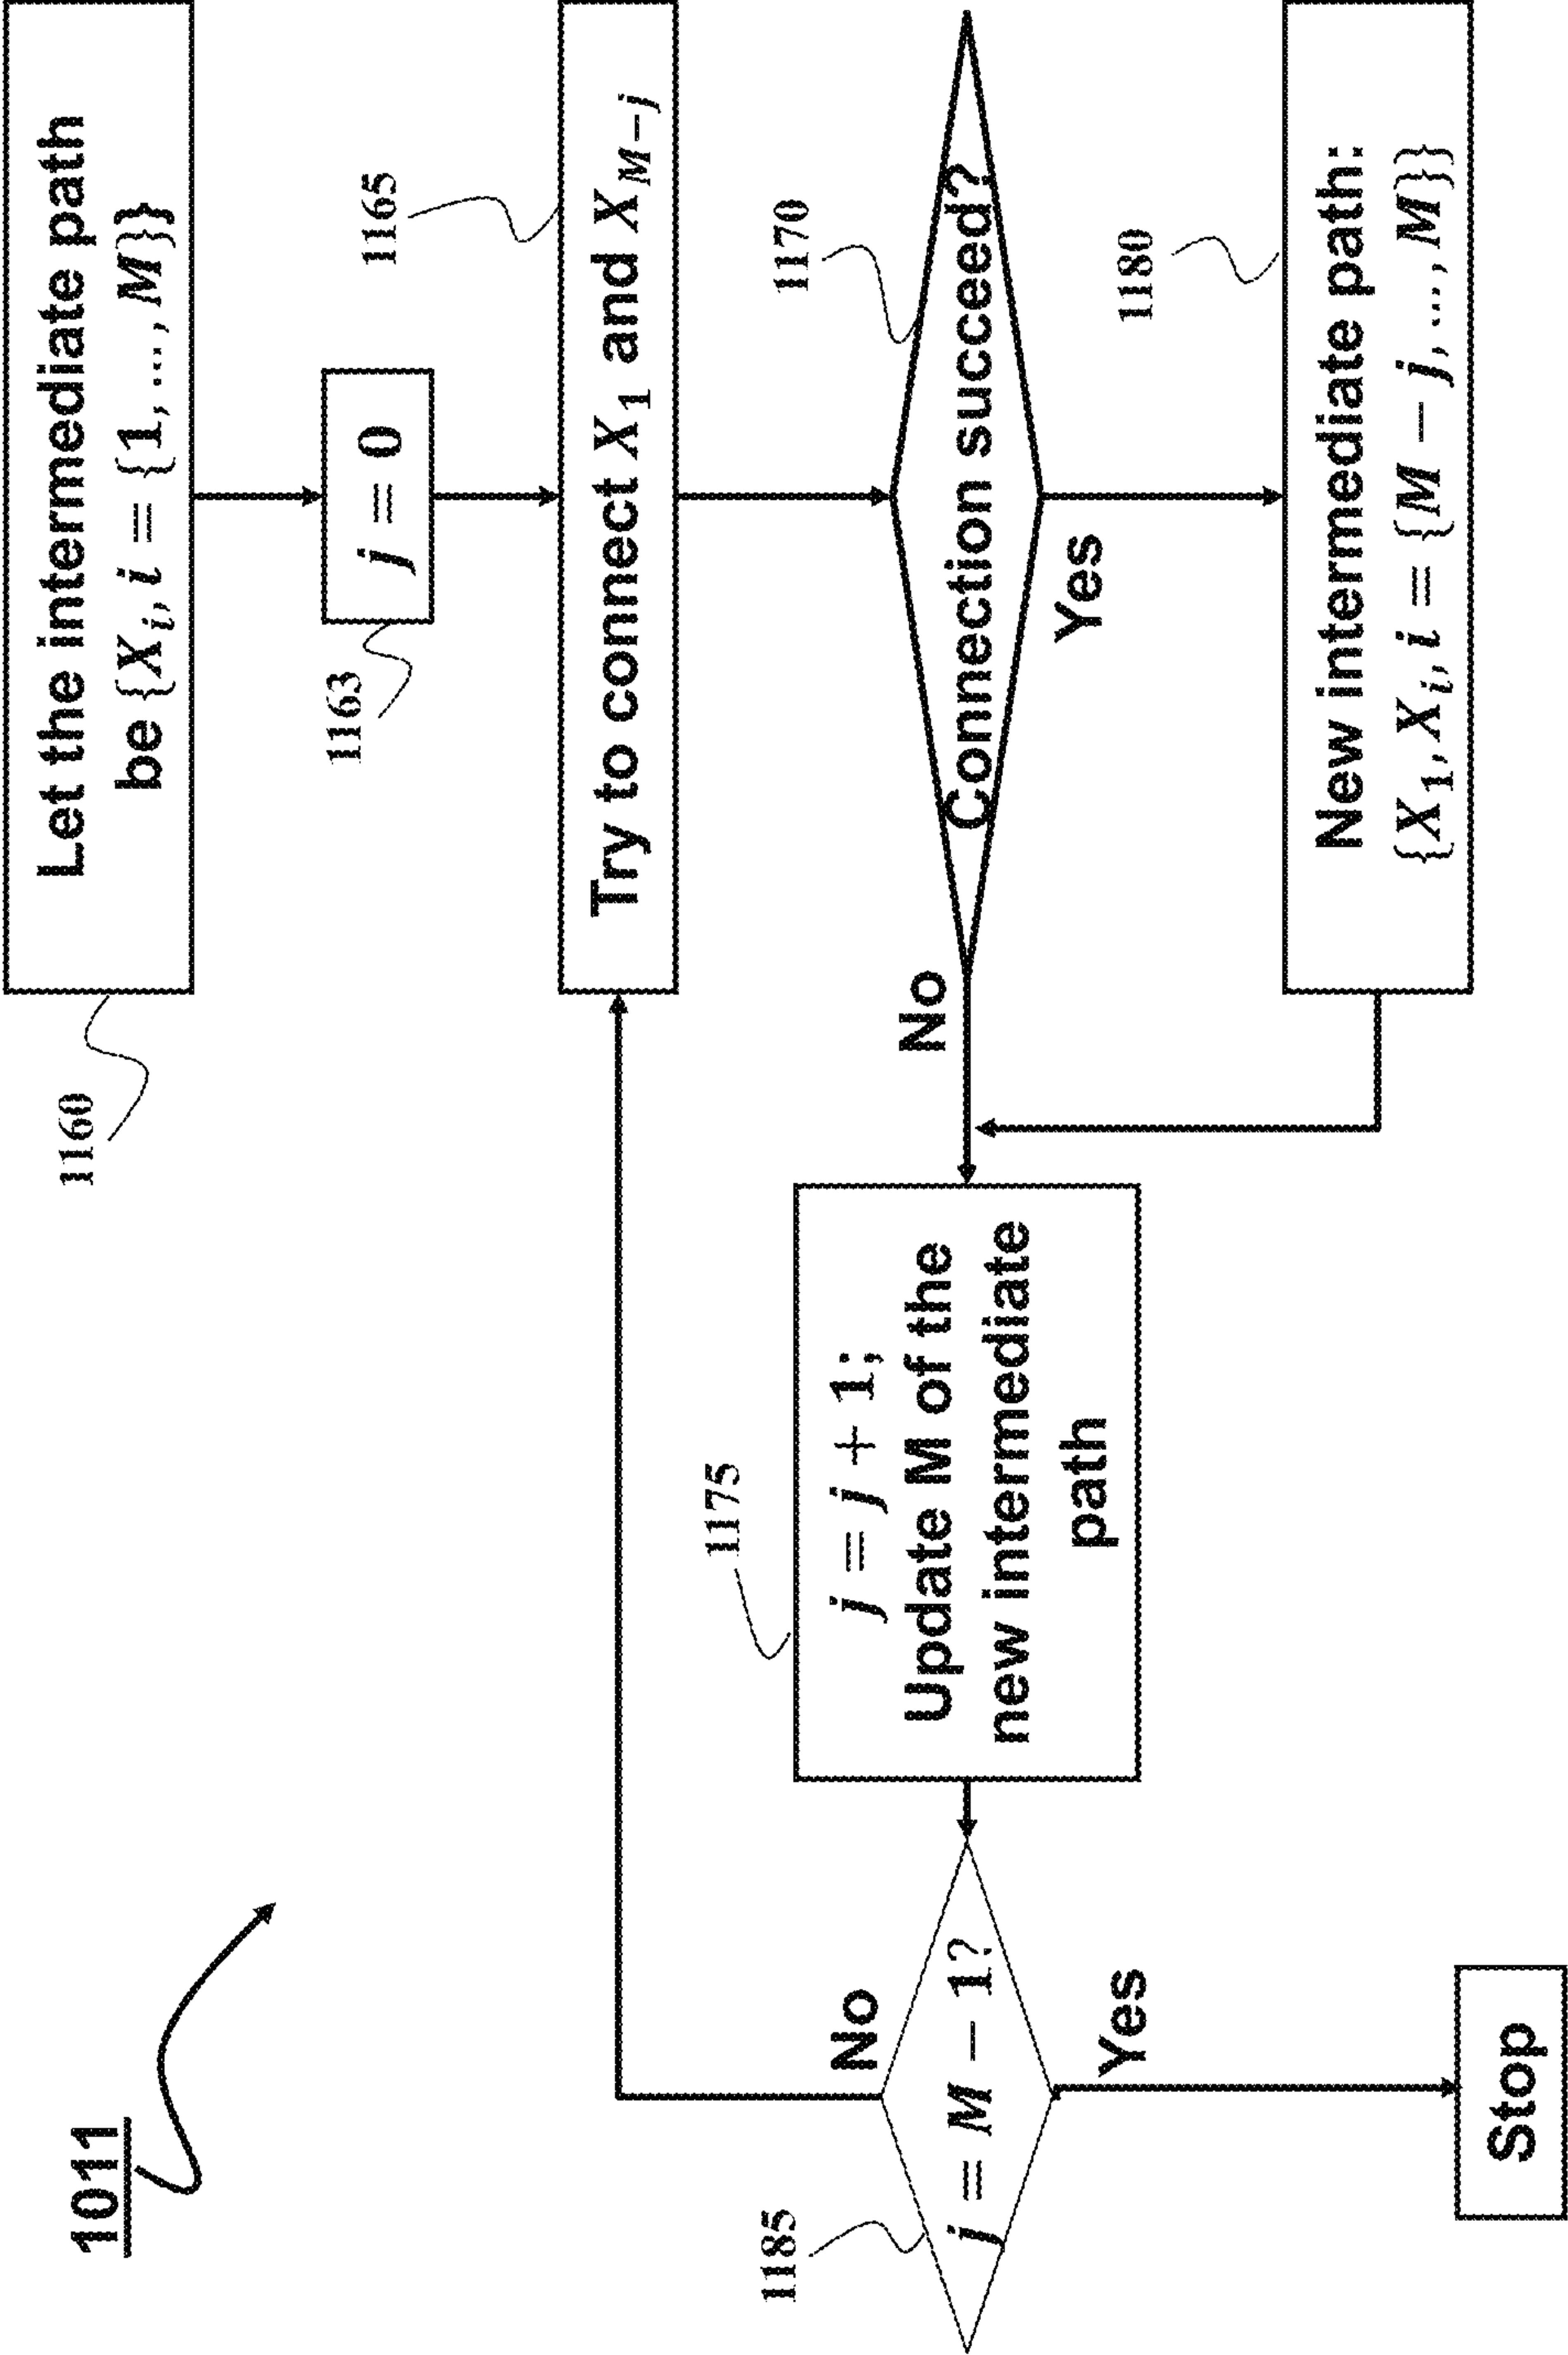 1011
Let the intermediate path
be {X_i, i = {1, ..., M}}
1160
j = 0
1163
Try to connect X_1 and X_{M−j}
1165
Connection succeed?
1170
No
Yes
New intermediate path:
{X_1, X_i, i = {M − j, ..., M}}
1180
j = j + 1;
Update M of the
new intermediate
path
1175
j = M − 1?
1185
No
Yes
Stop